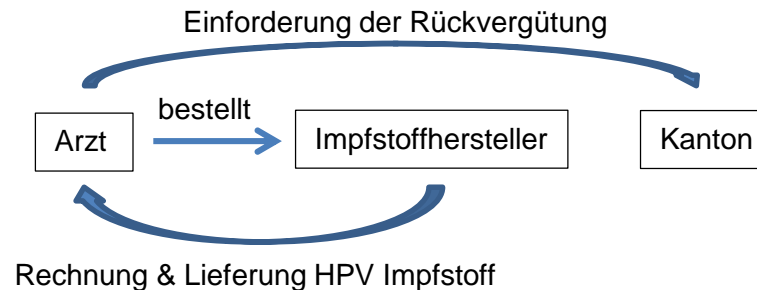 Einforderung der Rückvergütung
bestellt
Arzt
Impfstoffhersteller
Kanton
Rechnung & Lieferung HPV Impfstoff